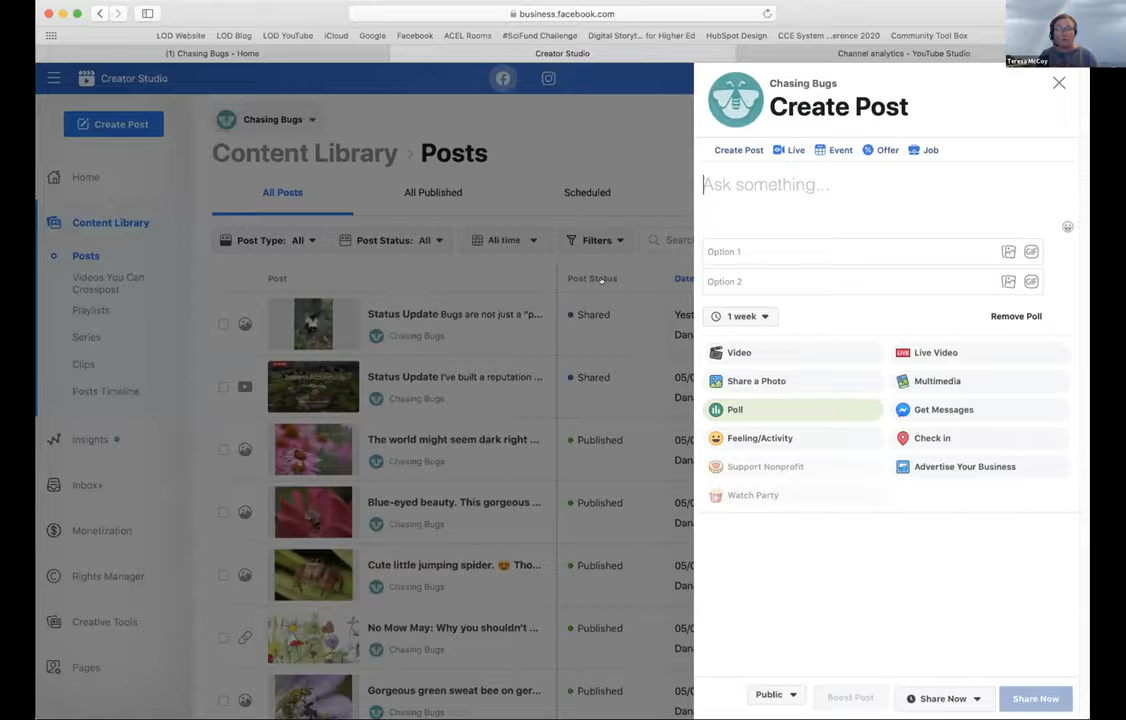 business.facebook.com
LOD Website LOD Blog LOD YouTube iCloud Google Facebook ACEL Rooms #SciFund Challenge Digital Storyt... for Higher Ed HubSpot Design CCE System ...erence 2020 Community Tool Box
(1) Chasing Bugs - Home Creator Studio Channel analytics - YouTube Studio
Teresa McCoy
Creator Studio
Create Post
Home
Content Library
Posts
Videos You Can
Crosspost
Playlists
Series
Clips
Posts Timeline
Insights
Inbox+
Monetization
Rights Manager
Creative Tools
Pages
Chasing Bugs
Content Library > Posts
All Posts All Published Scheduled
Post Type: All Post Status: All All time Filters Searc
Post Post Status Date
Status Update Bugs are not just a "p... Shared Yest
Chasing Bugs Dana
Status Update I've built a reputation ... Shared 05/0
Chasing Bugs Dana
The world might seem dark right ... Published 05/0
Chasing Bugs Dana
Blue-eyed beauty. This gorgeous ... Published 05/0
Chasing Bugs Dana
Cute little jumping spider. 😍 Tho... Published 05/0
Chasing Bugs Dana
No Mow May: Why you shouldn't ... Published 05/0
Chasing Bugs Dana
Gorgeous green sweat bee on ger... Published 05/0
Chasing Bugs Dana
Chasing Bugs
Create Post
Create Post Live Event Offer Job
Ask something...
Option 1 GIF
Option 2 GIF
1 week Remove Poll
Video LIVE Live Video
Share a Photo Multimedia
Poll Get Messages
Feeling/Activity Check in
Support Nonprofit Advertise Your Business
Watch Party
Public Boost Post Share Now Share Now